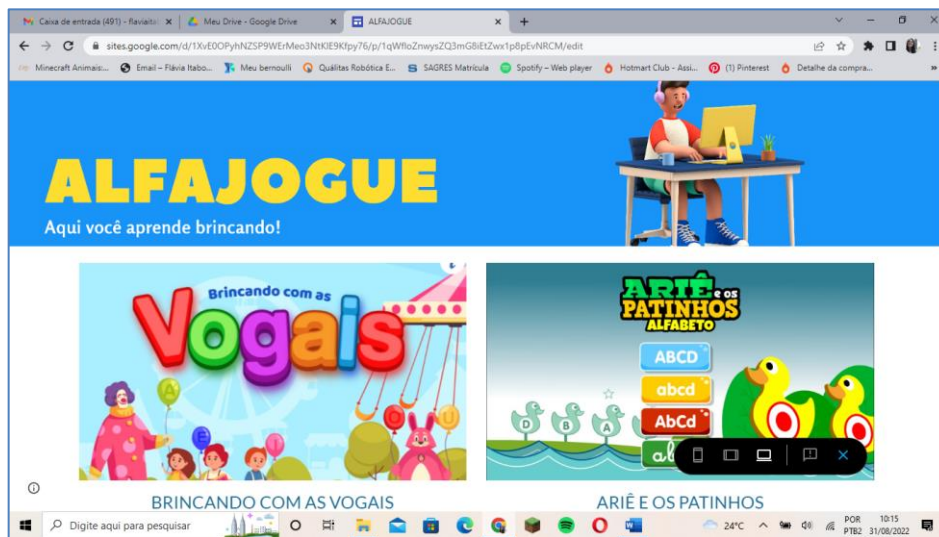 Caixa de entrada (491) - flaviaital
Meu Drive - Google Drive
ALFAJOGUE
sites.google.com/d/1XvE0OPyhNZSP9WErMeo3NtKlE9Kfpy76/p/1qWfloZnwysZQ3mG8iEtZwx1p8pEvNRCM/edit
Minecraft Animais:...
Email – Flávia Itabo...
Meu bernoulli
Quálitas Robótica E...
SAGRES Matrícula
Spotify – Web player
Hotmart Club - Assi...
(1) Pinterest
Detalhe da compra...
ALFAJOGUE
Aqui você aprende brincando!
Brincando com as
Vogais
A
E
I
O
U
ARIÊ e os
PATINHOS
ALFABETO
ABCD
abcd
AbCd
D
B
A
BRINCANDO COM AS VOGAIS
ARIÊ E OS PATINHOS
Digite aqui para pesquisar
24°C
POR
PTB2
10:15
31/08/2022